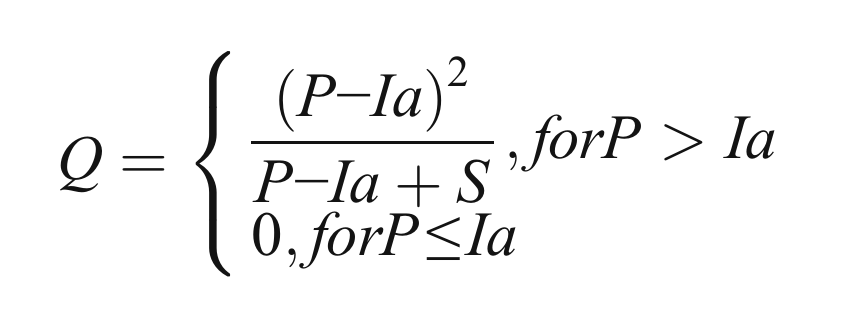 Q = { (P−Ia)² / P−Ia + S , forP > Ia
0, forP≤Ia